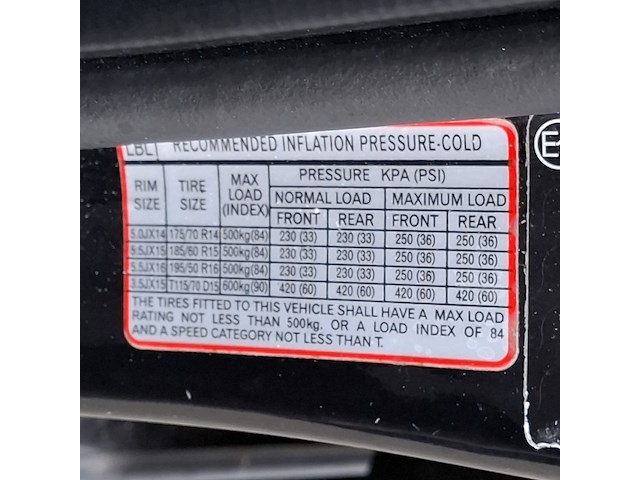 LBL1 RECOMMENDED INFLATION PRESSURE-COLD
RIM SIZE TIRE SIZE MAX LOAD (INDEX) PRESSURE KPA (PSI)
NORMAL LOAD MAXIMUM LOAD
FRONT REAR FRONT REAR
5.0JX14 175/70 R14 500kg(84) 230 (33) 230 (33) 250 (36) 250 (36)
5.5JX15 185/60 R15 500kg(84) 230 (33) 230 (33) 250 (36) 250 (36)
5.5JX16 195/50 R16 500kg(84) 230 (33) 230 (33) 250 (36) 250 (36)
3.5JX15 T115/70 D15 600kg(90) 420 (60) 420 (60) 420 (60) 420 (60)
THE TIRES FITTED TO THIS VEHICLE SHALL HAVE A MAX LOAD
RATING NOT LESS THAN 500kg. OR A LOAD INDEX OF 84
AND A SPEED CATEGORY NOT LESS THAN T.